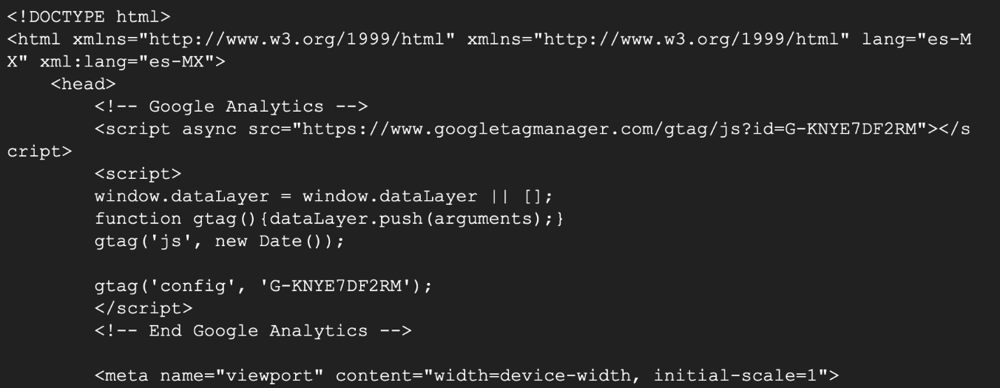 <!DOCTYPE html>
<html xmlns="http://www.w3.org/1999/html" xmlns="http://www.w3.org/1999/html" lang="es-M
X" xml:lang="es-MX">
    <head>
        <!-- Google Analytics -->
        <script async src="https://www.googletagmanager.com/gtag/js?id=G-KNYE7DF2RM"></s
cript>
        <script>
        window.dataLayer = window.dataLayer || [];
        function gtag(){dataLayer.push(arguments);}
        gtag('js', new Date());

        gtag('config', 'G-KNYE7DF2RM');
        </script>
        <!-- End Google Analytics -->

        <meta name="viewport" content="width=device-width, initial-scale=1">